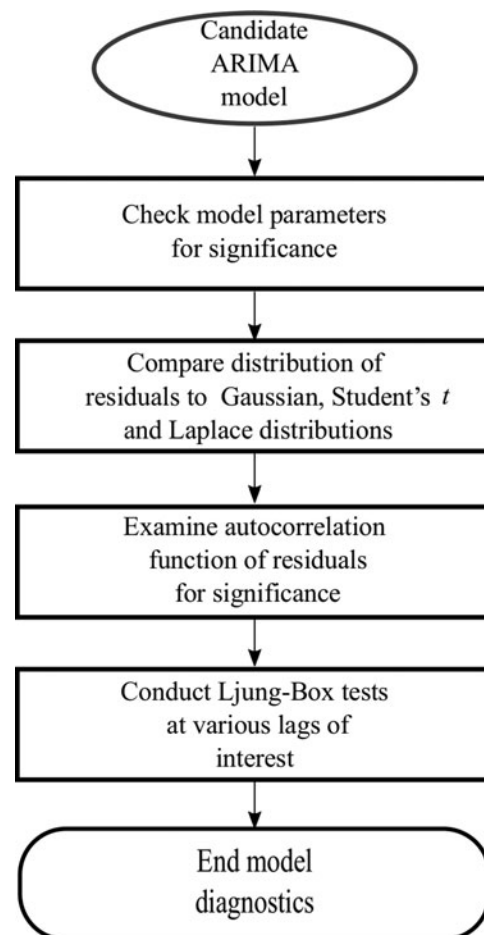 Candidate
ARIMA
model
Check model parameters
for significance
Compare distribution of
residuals to Gaussian, Student's t
and Laplace distributions
Examine autocorrelation
function of residuals
for significance
Conduct Ljung-Box tests
at various lags of
interest
End model
diagnostics